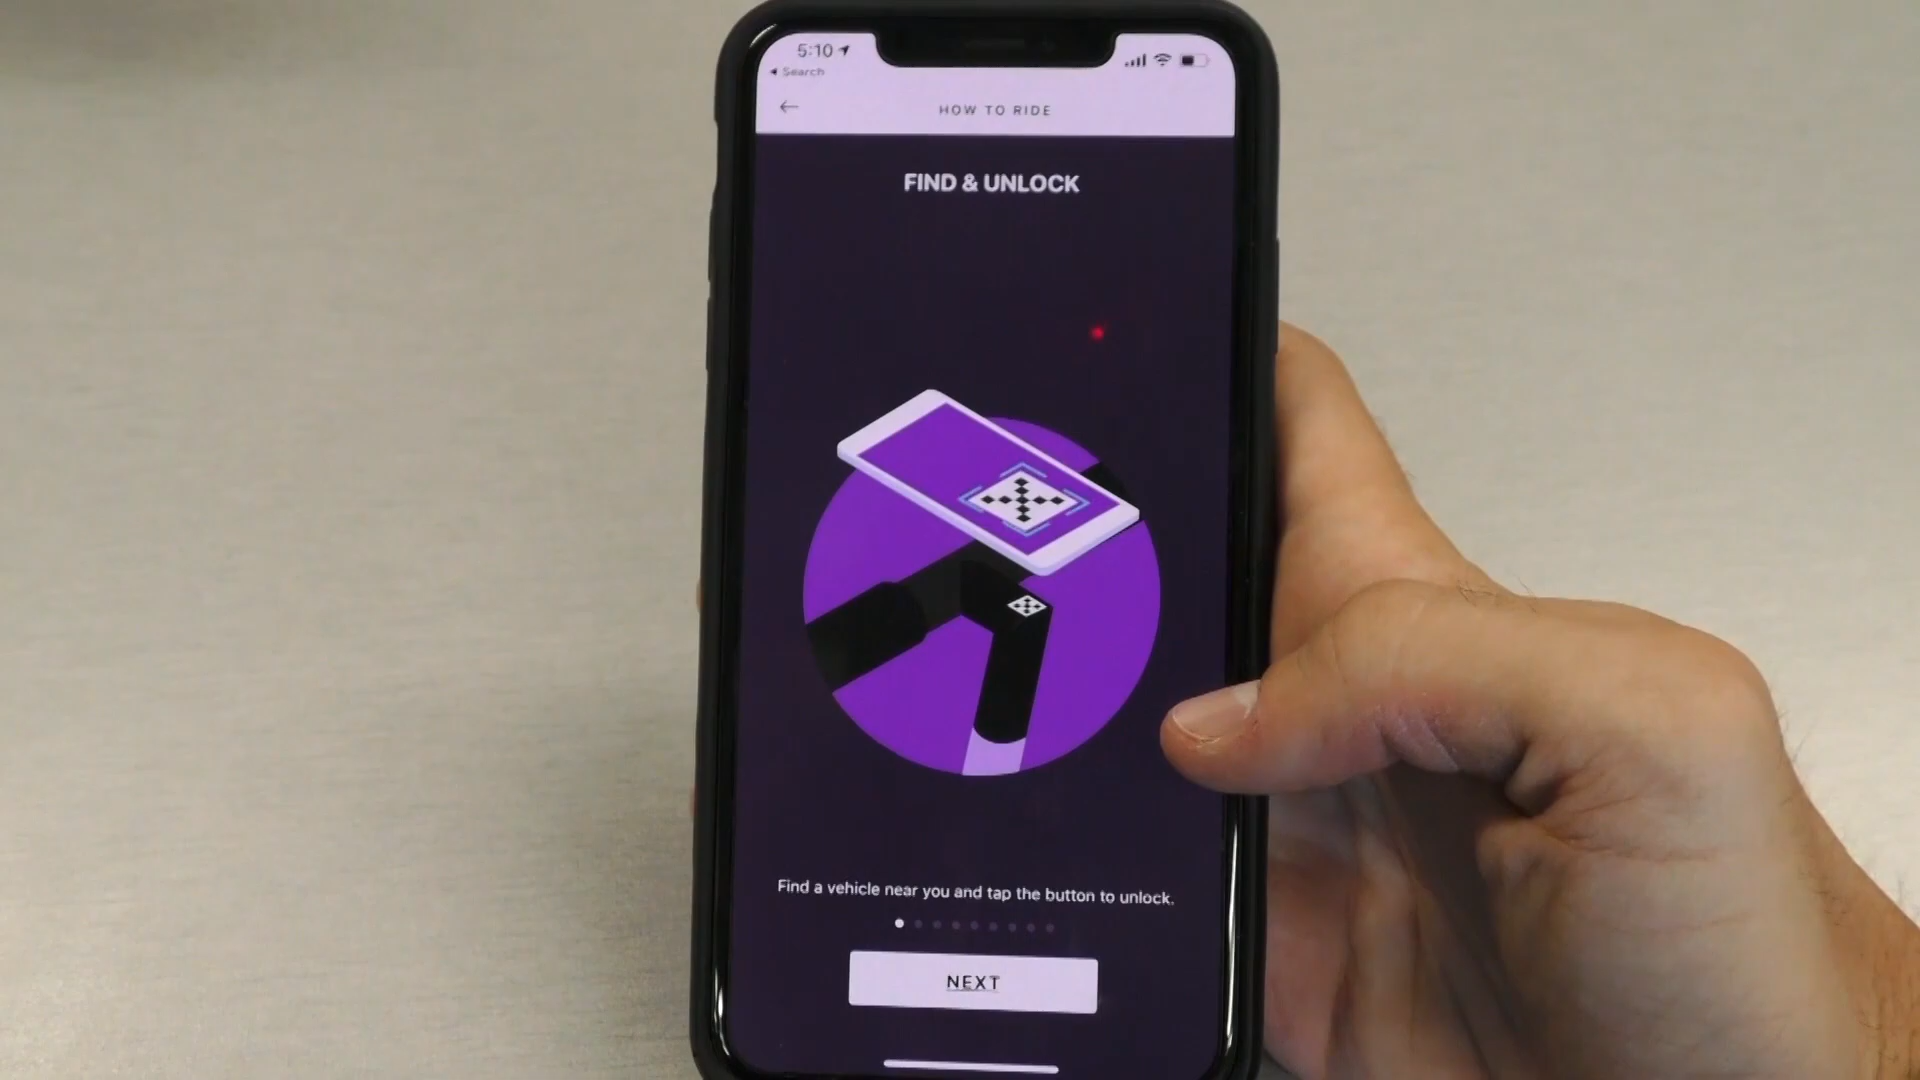 5:10
Search
HOW TO RIDE
FIND & UNLOCK
Find a vehicle near you and tap the button to unlock.
NEXT